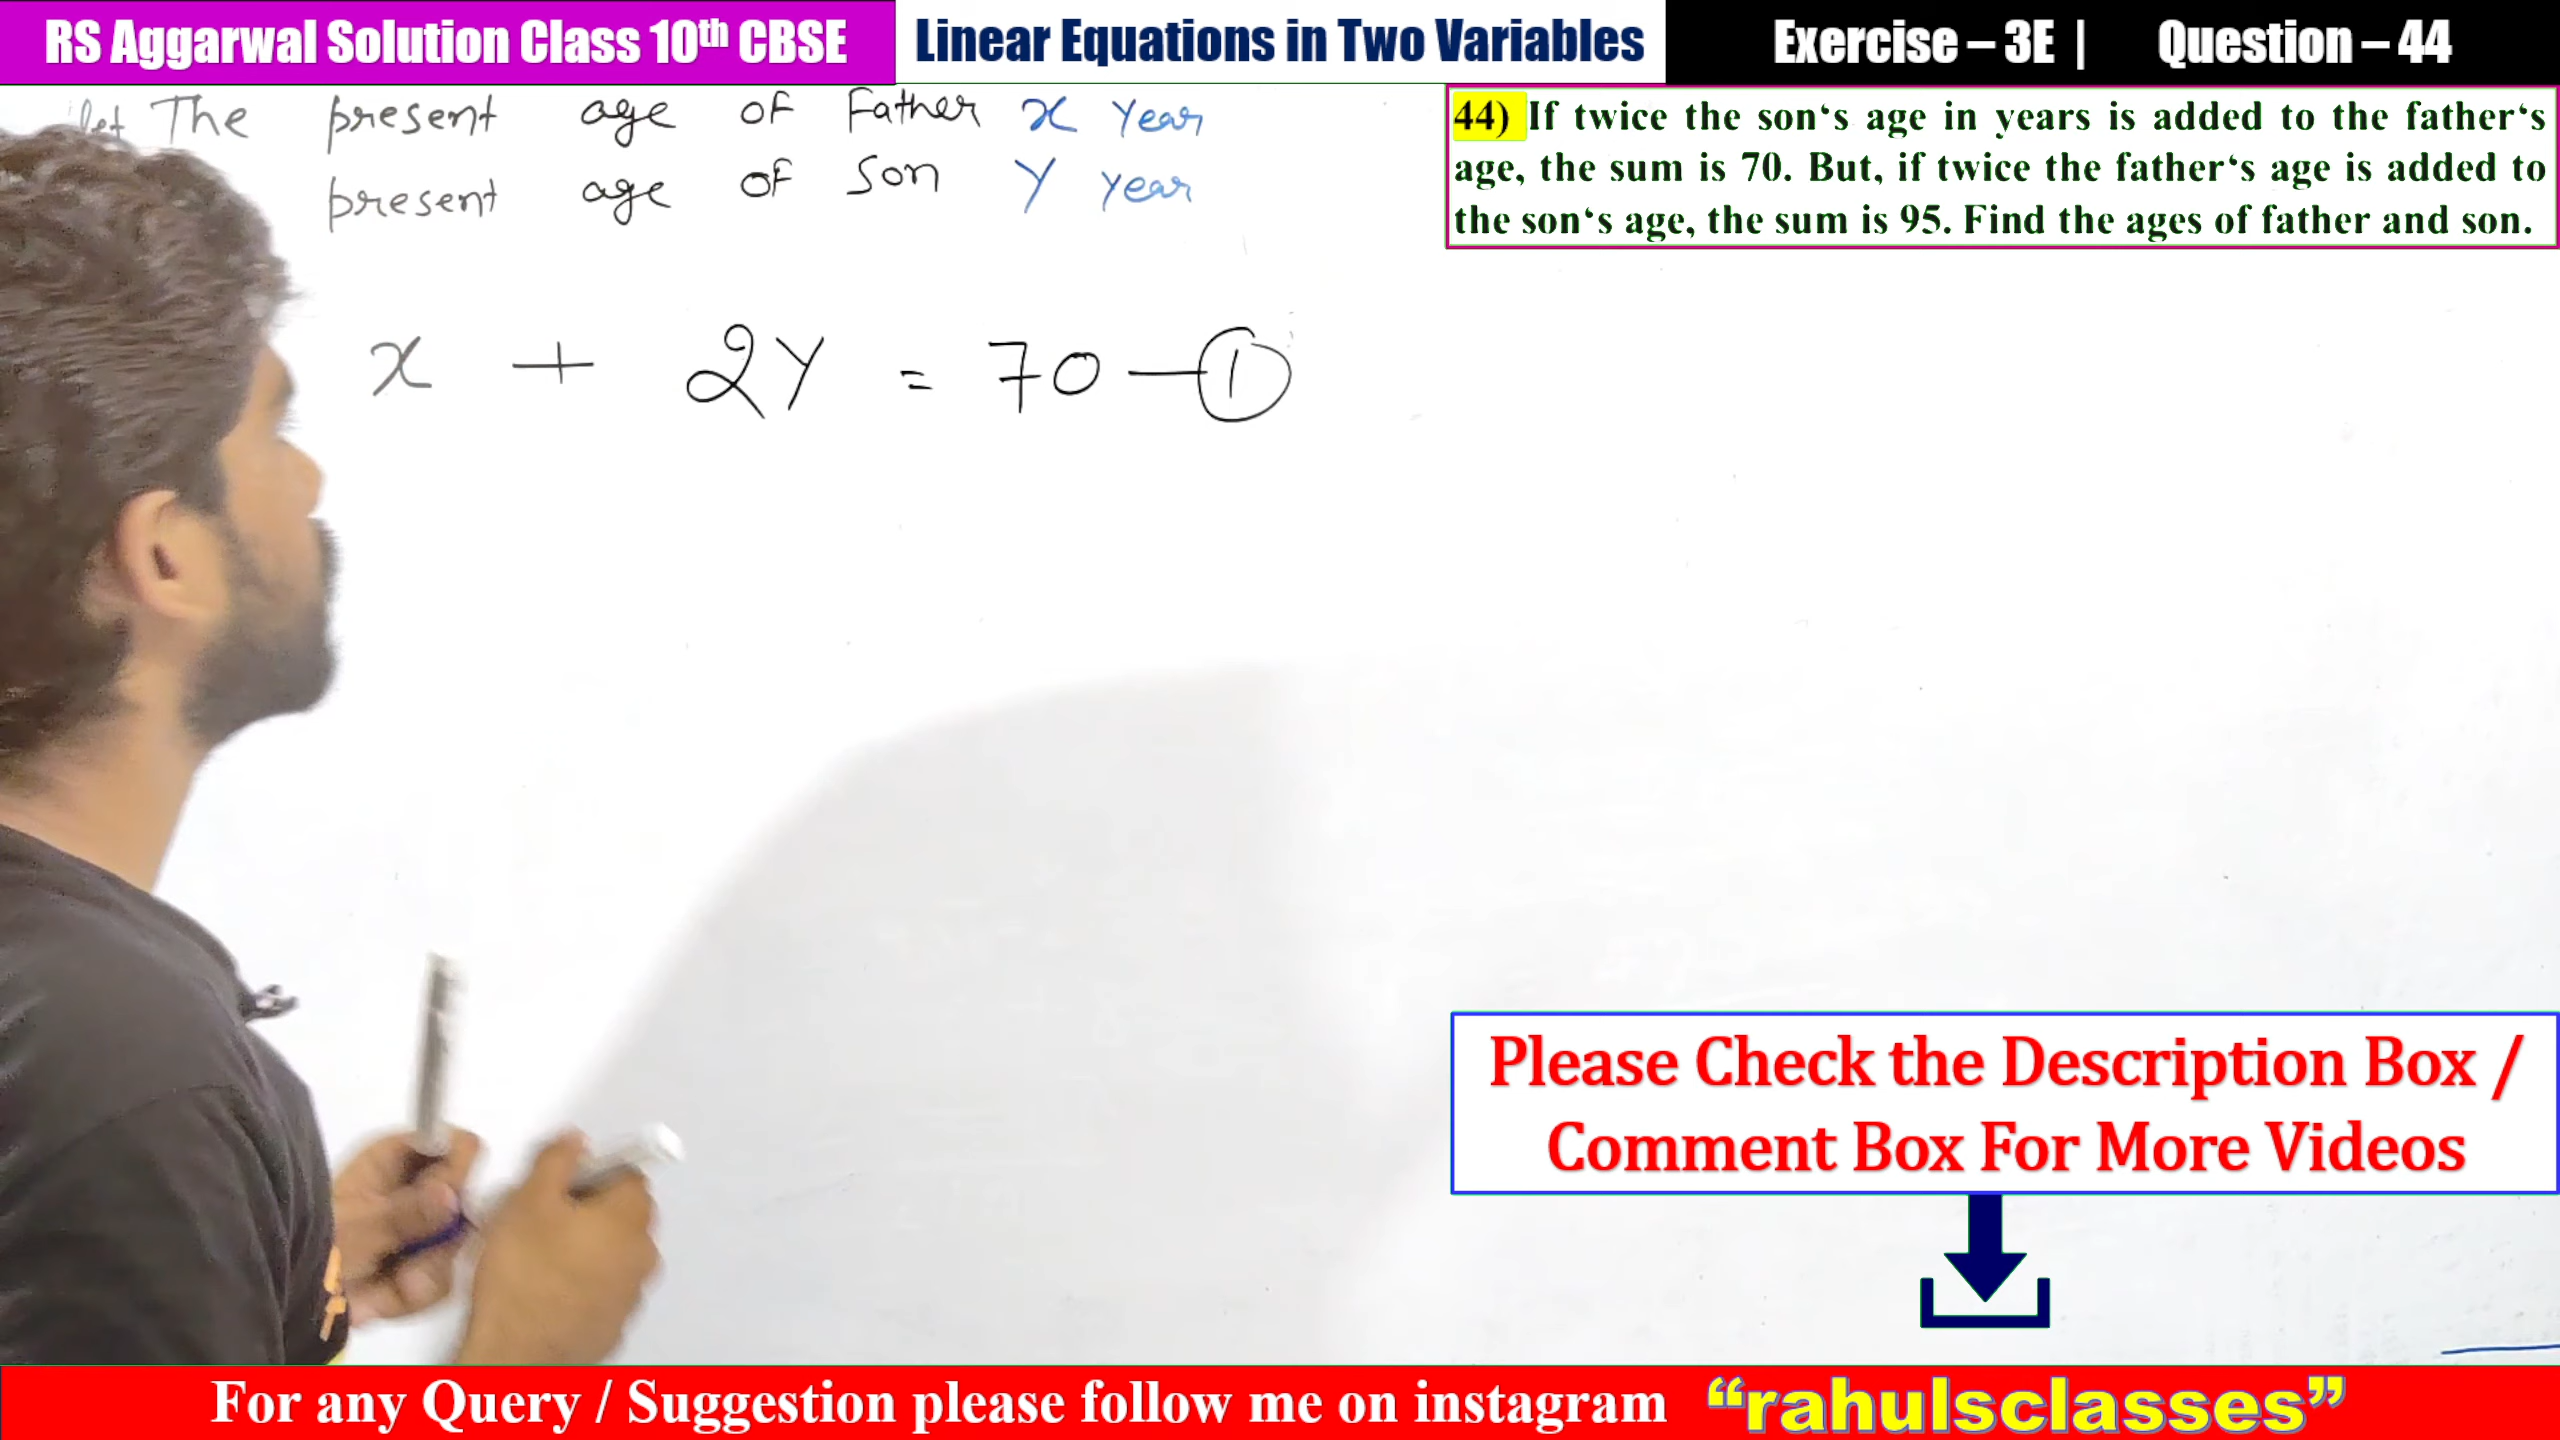 RS Aggarwal Solution Class 10th CBSE
Linear Equations in Two Variables
Exercise – 3E | Question – 44
let The present age of Father x Year
present age of Son Y Year
44) If twice the son‘s age in years is added to the father‘s
age, the sum is 70. But, if twice the father‘s age is added to
the son‘s age, the sum is 95. Find the ages of father and son.
x + 2Y = 70 — ①
Please Check the Description Box /
Comment Box For More Videos
For any Query / Suggestion please follow me on instagram “rahulsclasses”